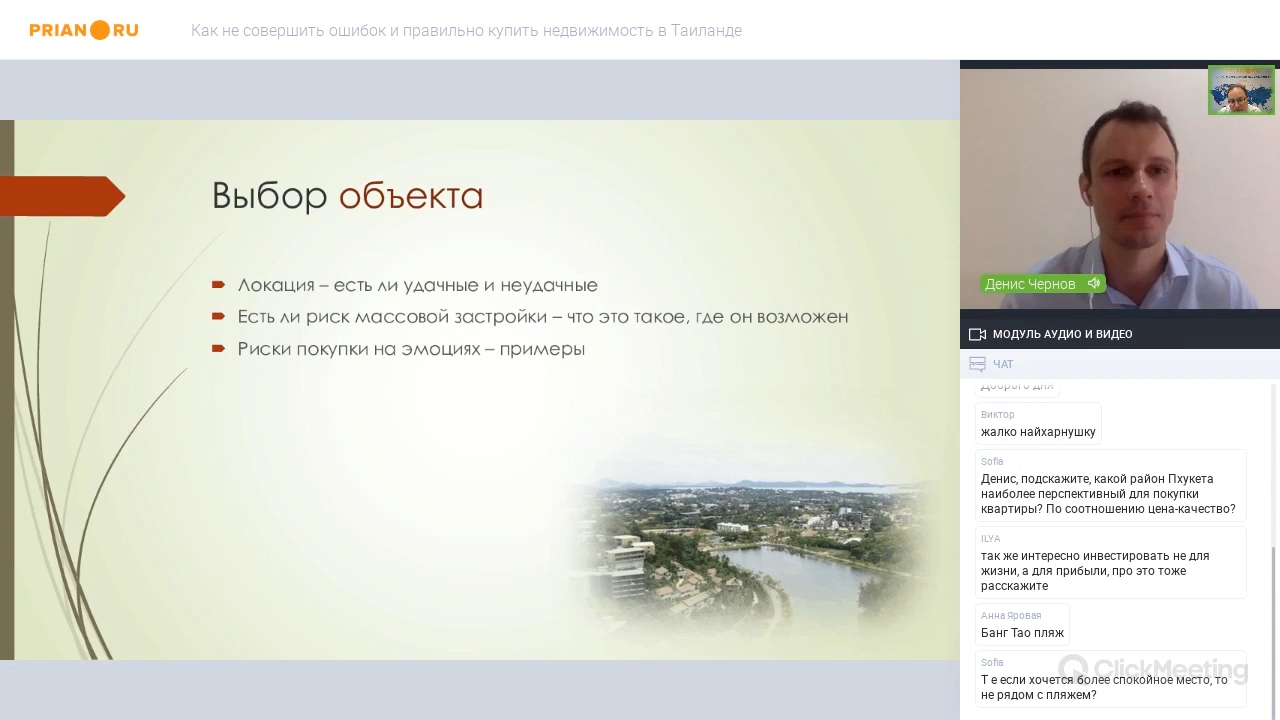 PRIAN RU
Как не совершить ошибок и правильно купить недвижимость в Таиланде
Выбор объекта
Локация – есть ли удачные и неудачные
Есть ли риск массовой застройки – что это такое, где он возможен
Риски покупки на эмоциях – примеры
Денис Чернов
МОДУЛЬ АУДИО И ВИДЕО
ЧАТ
Доброго дня
Виктор
жалко найхарнушку
Sofia
Денис, подскажите, какой район Пхукета
наиболее перспективный для покупки
квартиры? По соотношению цена-качество?
ILYA
так же интересно инвестировать не для
жизни, а для прибыли, про это тоже
расскажите
Анна Яровая
Банг Тао пляж
Sofia
Т е если хочется более спокойное место, то
не рядом с пляжем?
ClickMeeting